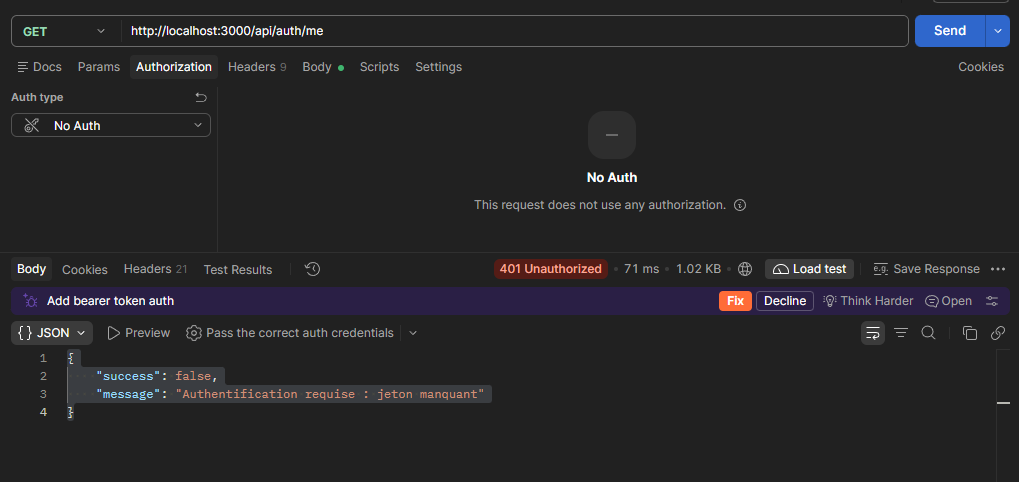 GET http://localhost:3000/api/auth/me Send
Docs Params Authorization Headers 9 Body Scripts Settings Cookies
Auth type
No Auth
No Auth
This request does not use any authorization.
Body Cookies Headers 21 Test Results 401 Unauthorized • 71 ms • 1.02 KB • Load test e.g. Save Response
Add bearer token auth Fix Decline Think Harder Open
{} JSON Preview Pass the correct auth credentials
1 {
2 "success": false,
3 "message": "Authentification requise : jeton manquant"
4 }